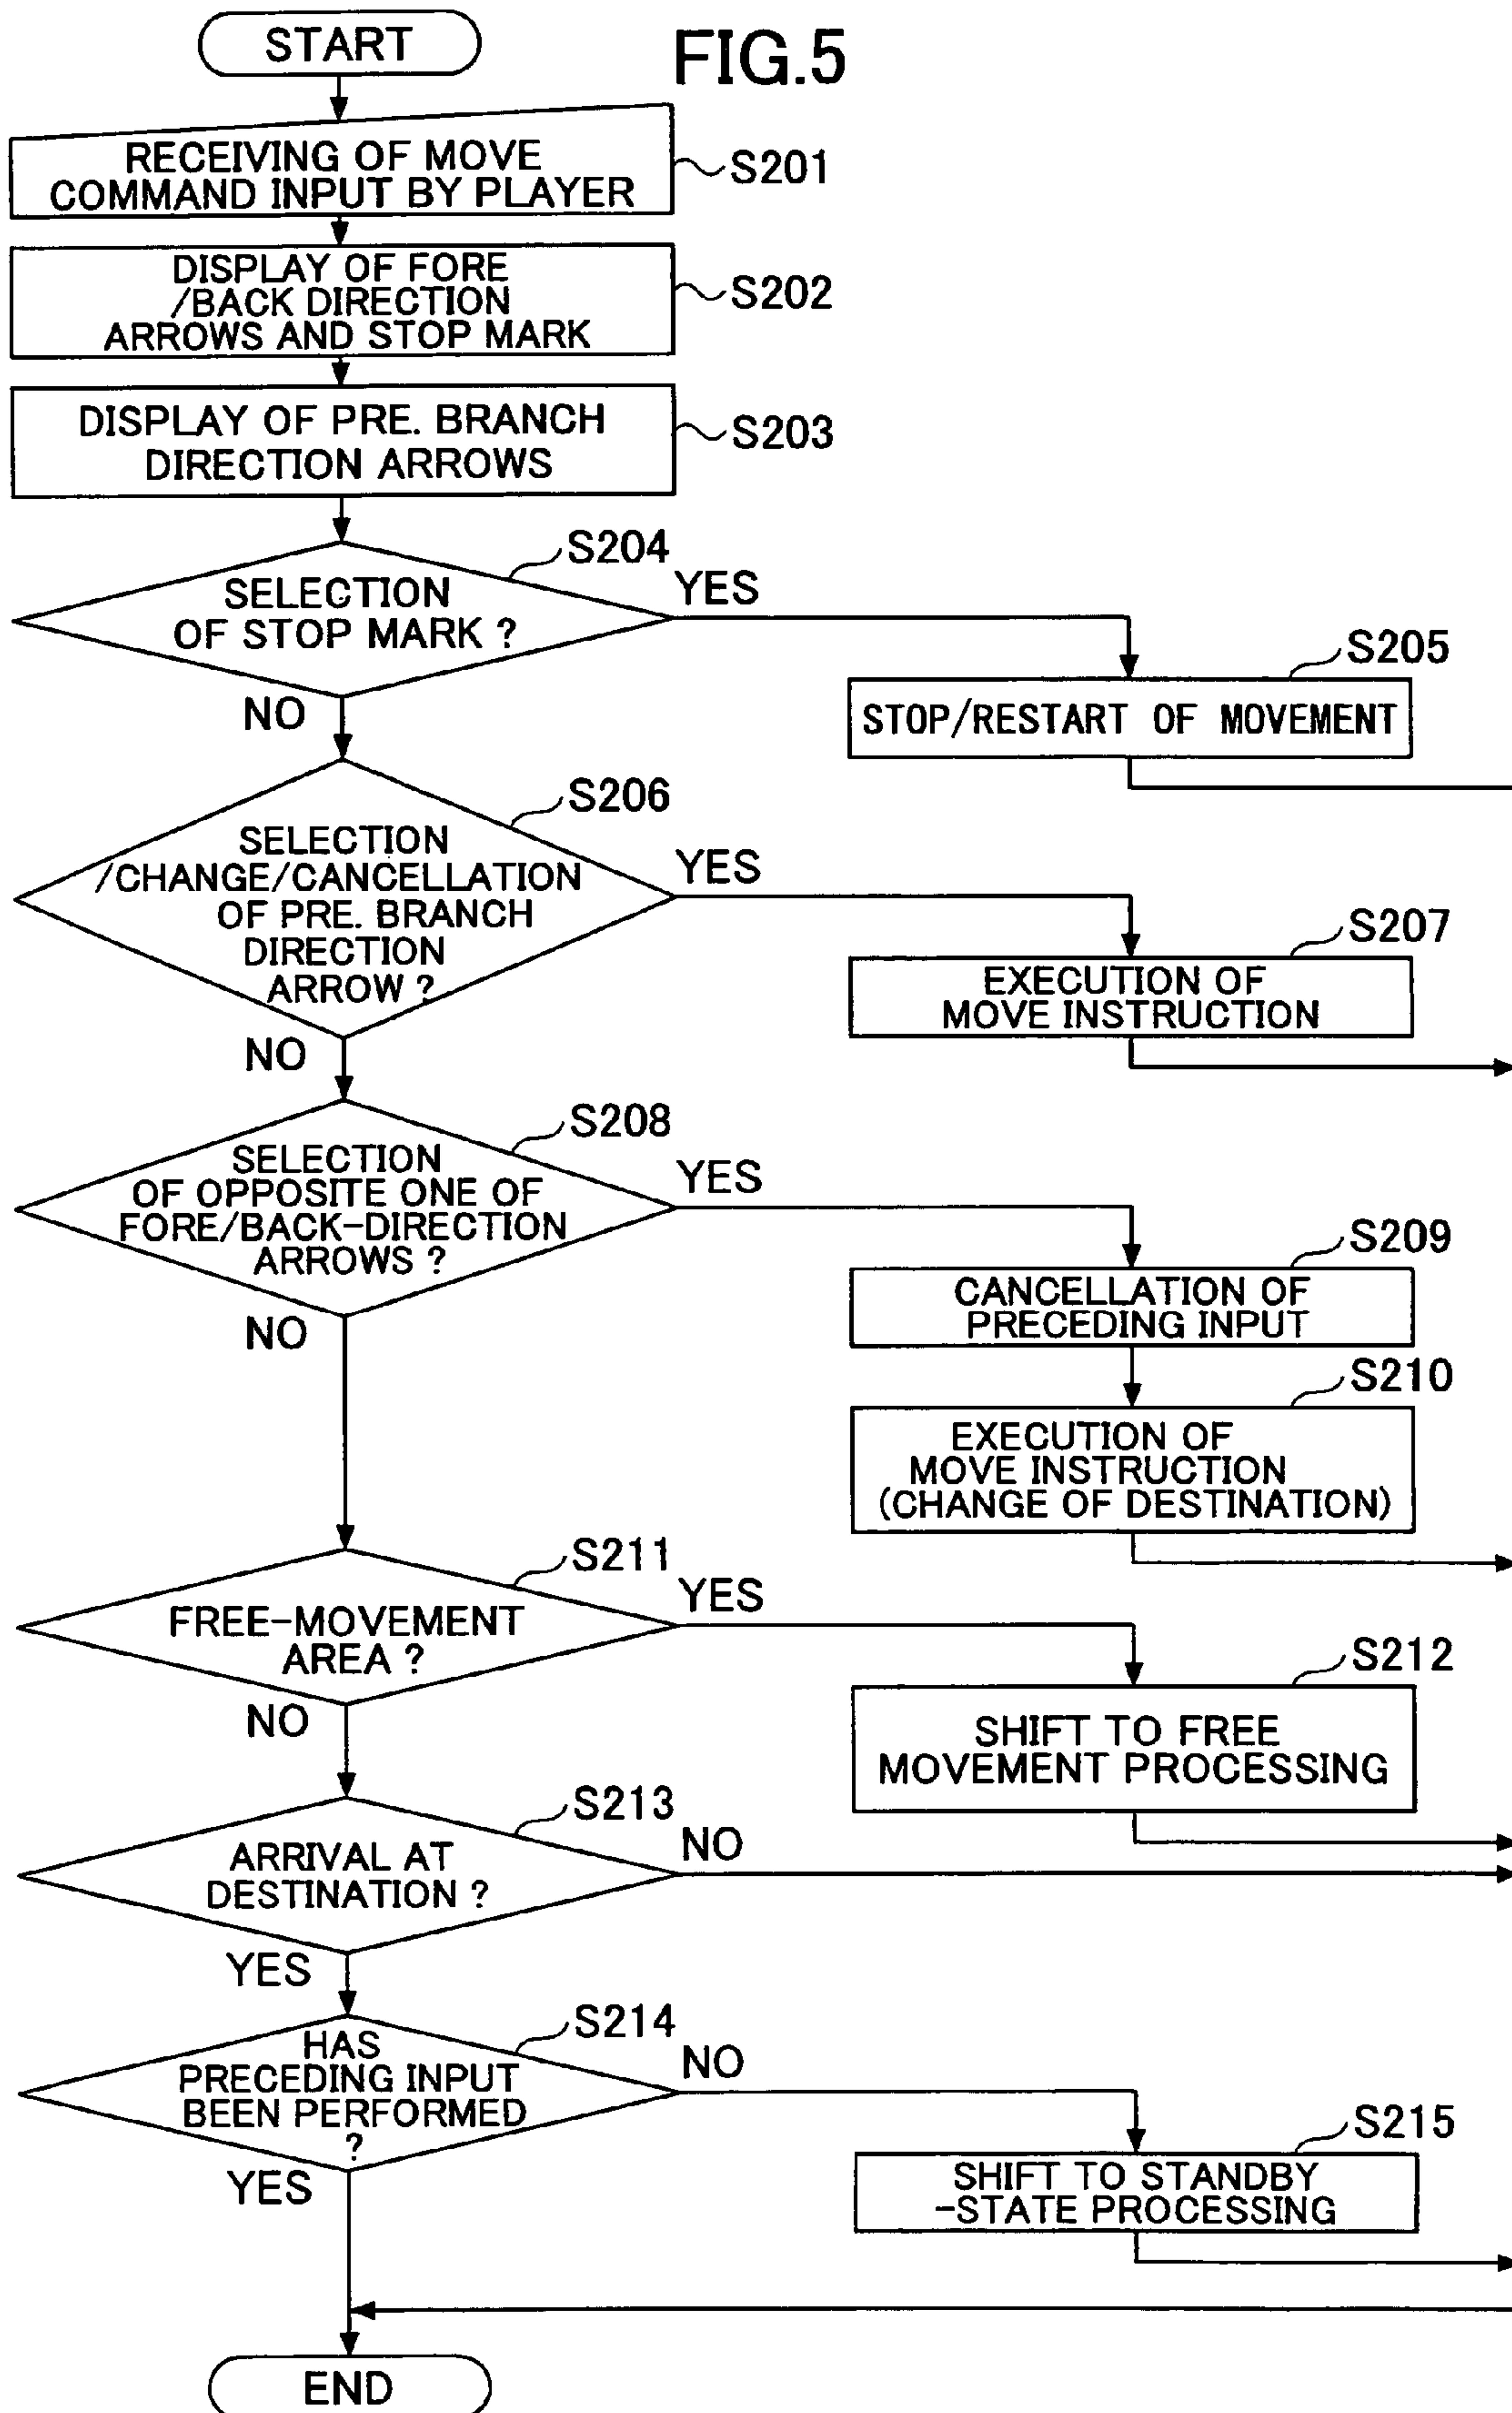 START
FIG.5
RECEIVING OF MOVE
COMMAND INPUT BY PLAYER
S201
DISPLAY OF FORE
/BACK DIRECTION
ARROWS AND STOP MARK
S202
DISPLAY OF PRE. BRANCH
DIRECTION ARROWS
S203
S204
SELECTION
OF STOP MARK ?
YES
NO
S205
STOP/RESTART OF MOVEMENT
S206
SELECTION
/CHANGE/CANCELLATION
OF PRE. BRANCH
DIRECTION
ARROW ?
YES
NO
S207
EXECUTION OF
MOVE INSTRUCTION
S208
SELECTION
OF OPPOSITE ONE OF
FORE/BACK-DIRECTION
ARROWS ?
YES
NO
S209
CANCELLATION OF
PRECEDING INPUT
S210
EXECUTION OF
MOVE INSTRUCTION
(CHANGE OF DESTINATION)
S211
FREE-MOVEMENT
AREA ?
YES
NO
S212
SHIFT TO FREE
MOVEMENT PROCESSING
S213
ARRIVAL AT
DESTINATION ?
NO
YES
S214
HAS
PRECEDING INPUT
BEEN PERFORMED
?
NO
YES
S215
SHIFT TO STANDBY
-STATE PROCESSING
END